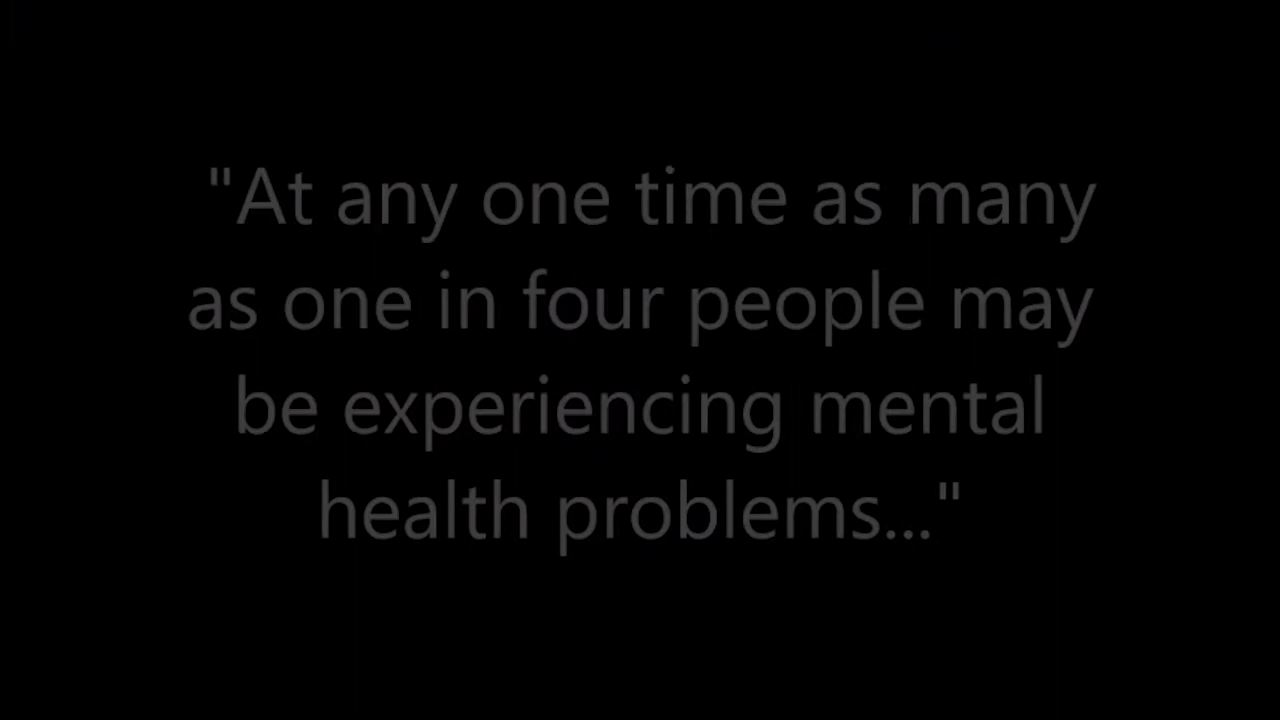 "At any one time as many
as one in four people may
be experiencing mental
health problems..."